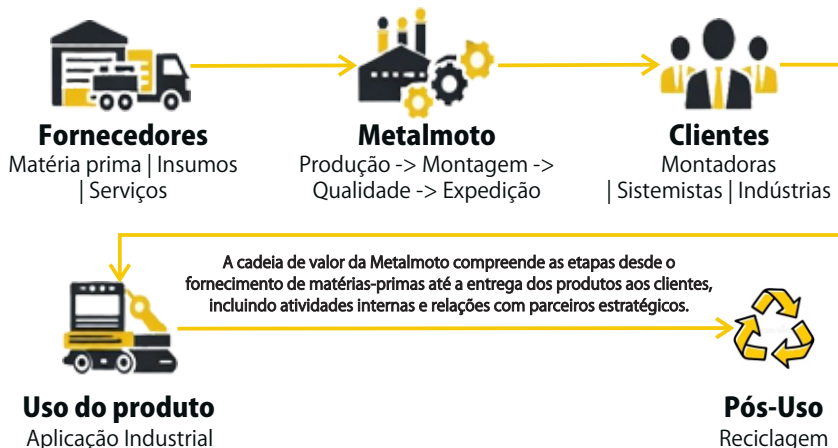 Fornecedores
Matéria prima | Insumos
| Serviços
Metalmoto
Produção -> Montagem ->
Qualidade -> Expedição
Clientes
Montadoras
| Sistemistas | Indústrias
A cadeia de valor da Metalmoto compreende as etapas desde o
fornecimento de matérias-primas até a entrega dos produtos aos clientes,
incluindo atividades internas e relações com parceiros estratégicos.
Uso do produto
Aplicação Industrial
Pós-Uso
Reciclagem